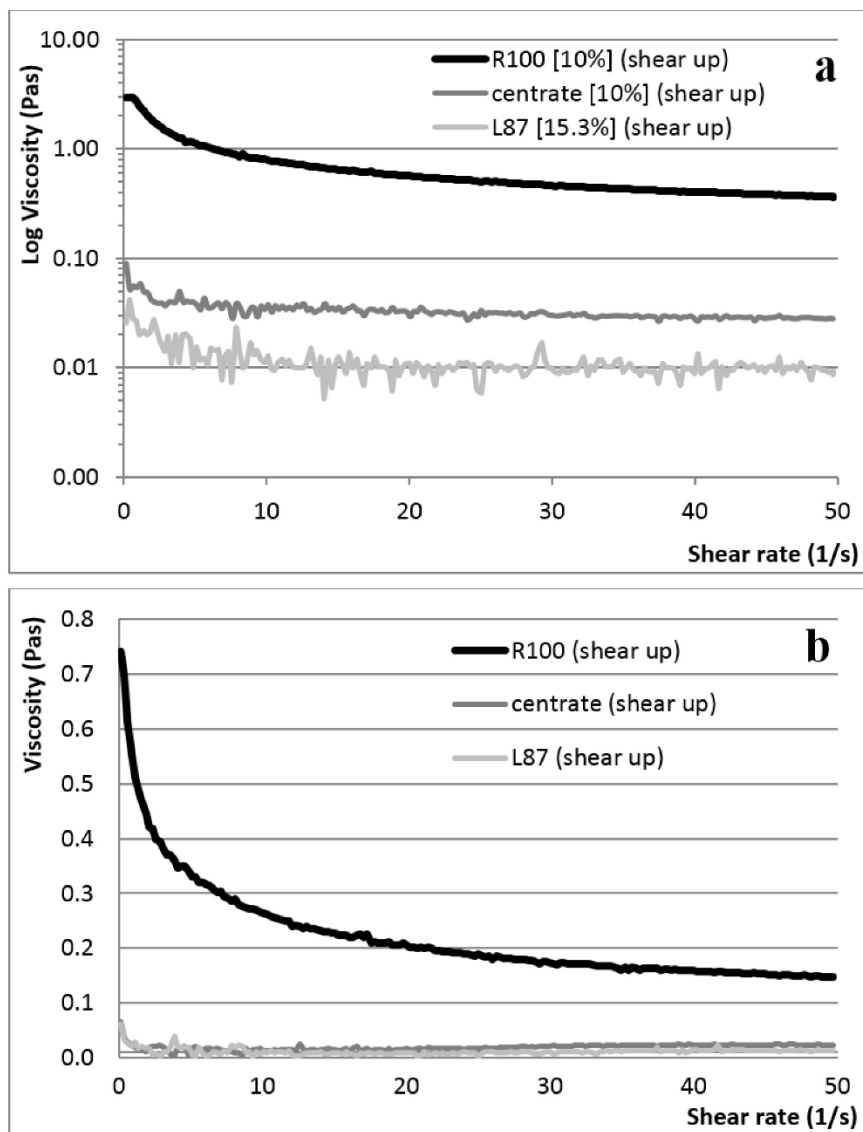 10.00
1.00
0.10
0.01
0.00
Log Viscosity (Pas)
R100 [10%] (shear up)
centrate [10%] (shear up)
L87 [15.3%] (shear up)
a
0 10 20 30 40 50
Shear rate (1/s)
0.8
0.7
0.6
0.5
0.4
0.3
0.2
0.1
0.0
Viscosity (Pas)
R100 (shear up)
centrate (shear up)
L87 (shear up)
b
0 10 20 30 40 50
Shear rate (1/s)